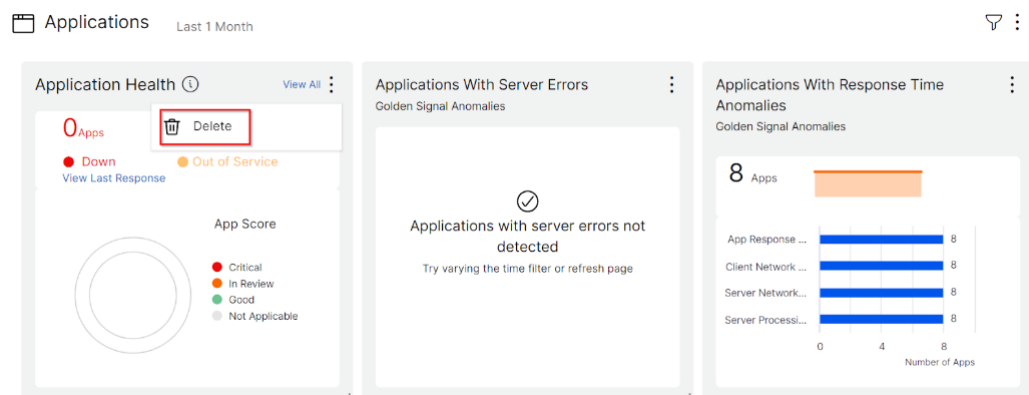 Applications
Last 1 Month
Application Health
View All
Delete
0 Apps
Down
Out of Service
View Last Response
App Score
Critical
In Review
Good
Not Applicable
Applications With Server Errors
Golden Signal Anomalies
Applications with server errors not
detected
Try varying the time filter or refresh page
Applications With Response Time
Anomalies
Golden Signal Anomalies
8 Apps
App Response ... 8
Client Network ... 8
Server Network... 8
Server Processi... 8
0 4 8
Number of Apps